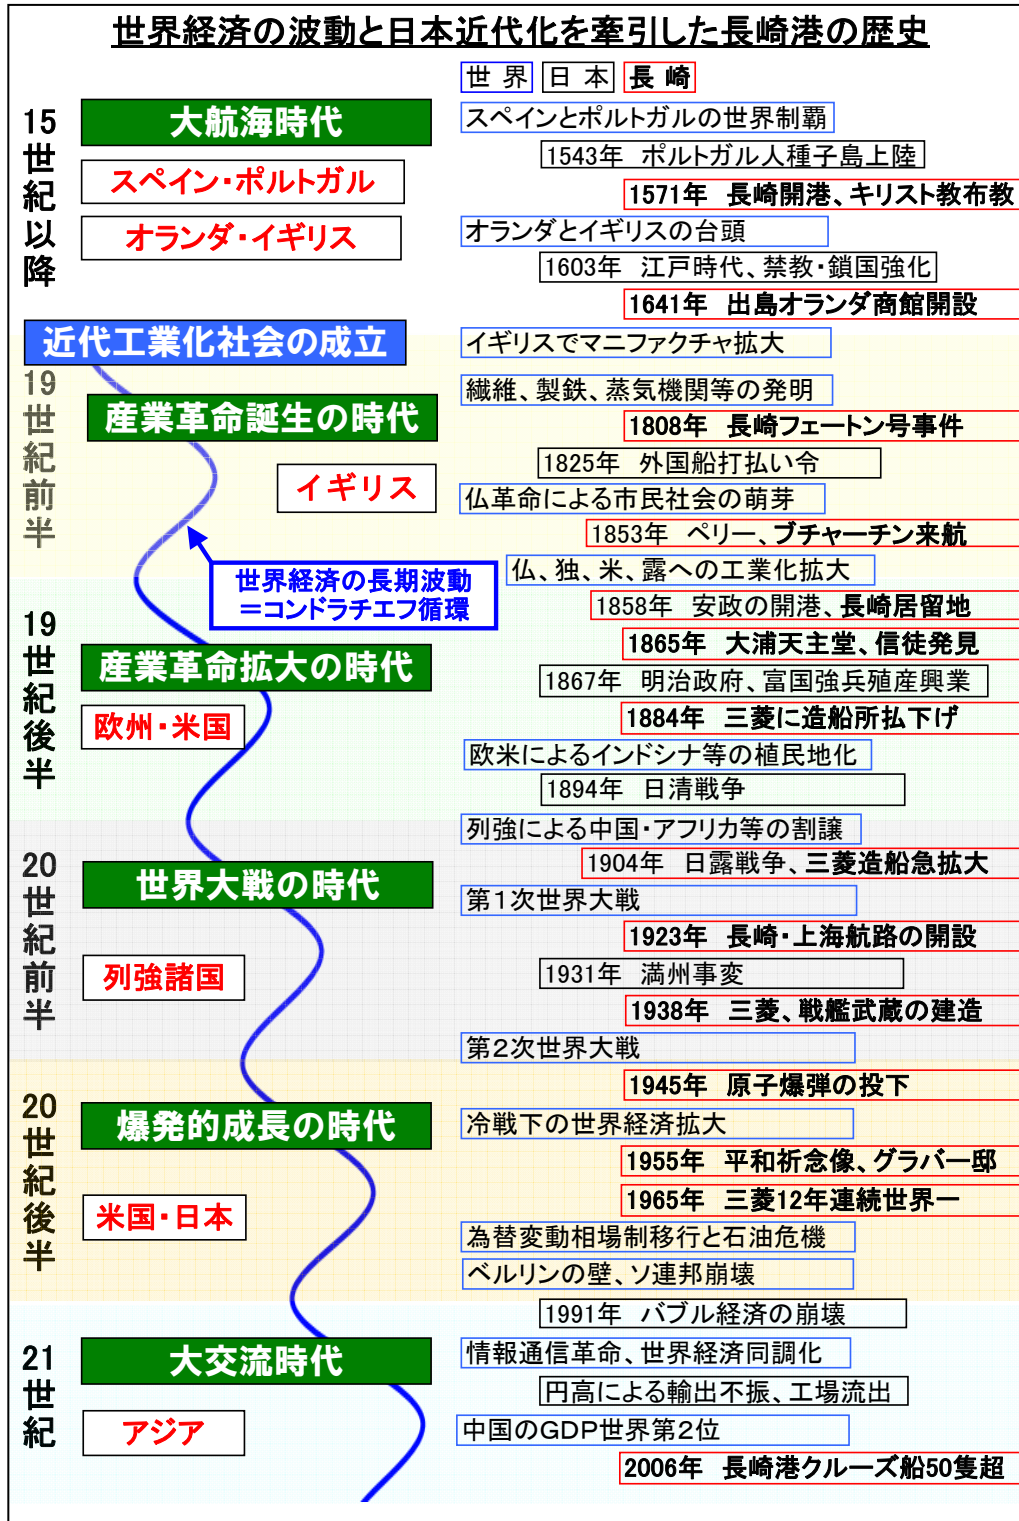 世界経済の波動と日本近代化を牽引した長崎港の歴史
世界 日本 長崎
15世紀以降
大航海時代
スペイン・ポルトガル
オランダ・イギリス
スペインとポルトガルの世界制覇
1543年 ポルトガル人種子島上陸
1571年 長崎開港、キリスト教布教
オランダとイギリスの台頭
1603年 江戸時代、禁教・鎖国強化
1641年 出島オランダ商館開設
近代工業化社会の成立
イギリスでマニファクチャ拡大
19世紀前半
産業革命誕生の時代
イギリス
繊維、製鉄、蒸気機関等の発明
1808年 長崎フェートン号事件
1825年 外国船打払い令
仏革命による市民社会の萌芽
1853年 ペリー、プチャーチン来航
世界経済の長期波動
＝コンドラチエフ循環
仏、独、米、露への工業化拡大
1858年 安政の開港、長崎居留地
19世紀後半
産業革命拡大の時代
欧州・米国
1865年 大浦天主堂、信徒発見
1867年 明治政府、富国強兵殖産興業
1884年 三菱に造船所払下げ
欧米によるインドシナ等の植民地化
1894年 日清戦争
列強による中国・アフリカ等の割譲
20世紀前半
世界大戦の時代
列強諸国
1904年 日露戦争、三菱造船急拡大
第１次世界大戦
1923年 長崎・上海航路の開設
1931年 満州事変
1938年 三菱、戦艦武蔵の建造
第２次世界大戦
1945年 原子爆弾の投下
20世紀後半
爆発的成長の時代
米国・日本
冷戦下の世界経済拡大
1955年 平和祈念像、グラバー邸
1965年 三菱12年連続世界一
為替変動相場制移行と石油危機
ベルリンの壁、ソ連邦崩壊
1991年 バブル経済の崩壊
21世紀
大交流時代
アジア
情報通信革命、世界経済同調化
円高による輸出不振、工場流出
中国のGDP世界第2位
2006年 長崎港クルーズ船50隻超